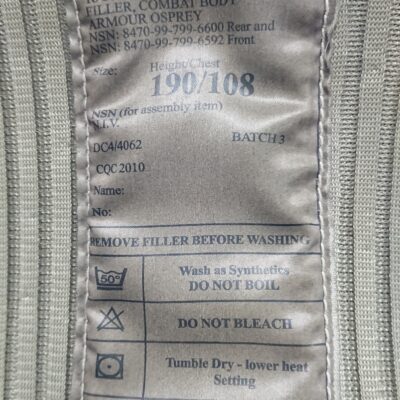 FILLER, COMBAT BODY
ARMOUR OSPREY
NSN: 8470-99-799-6600 Rear and
NSN: 8470-99-799-6592 Front
Size:
Height/Chest
190/108
NSN (for assembly item)
N.I.V.
BATCH 3
DC4/4062
CQC 2010
Name:
No:
REMOVE FILLER BEFORE WASHING
50°
Wash as Synthetics
DO NOT BOIL
DO NOT BLEACH
Tumble Dry - lower heat
Setting